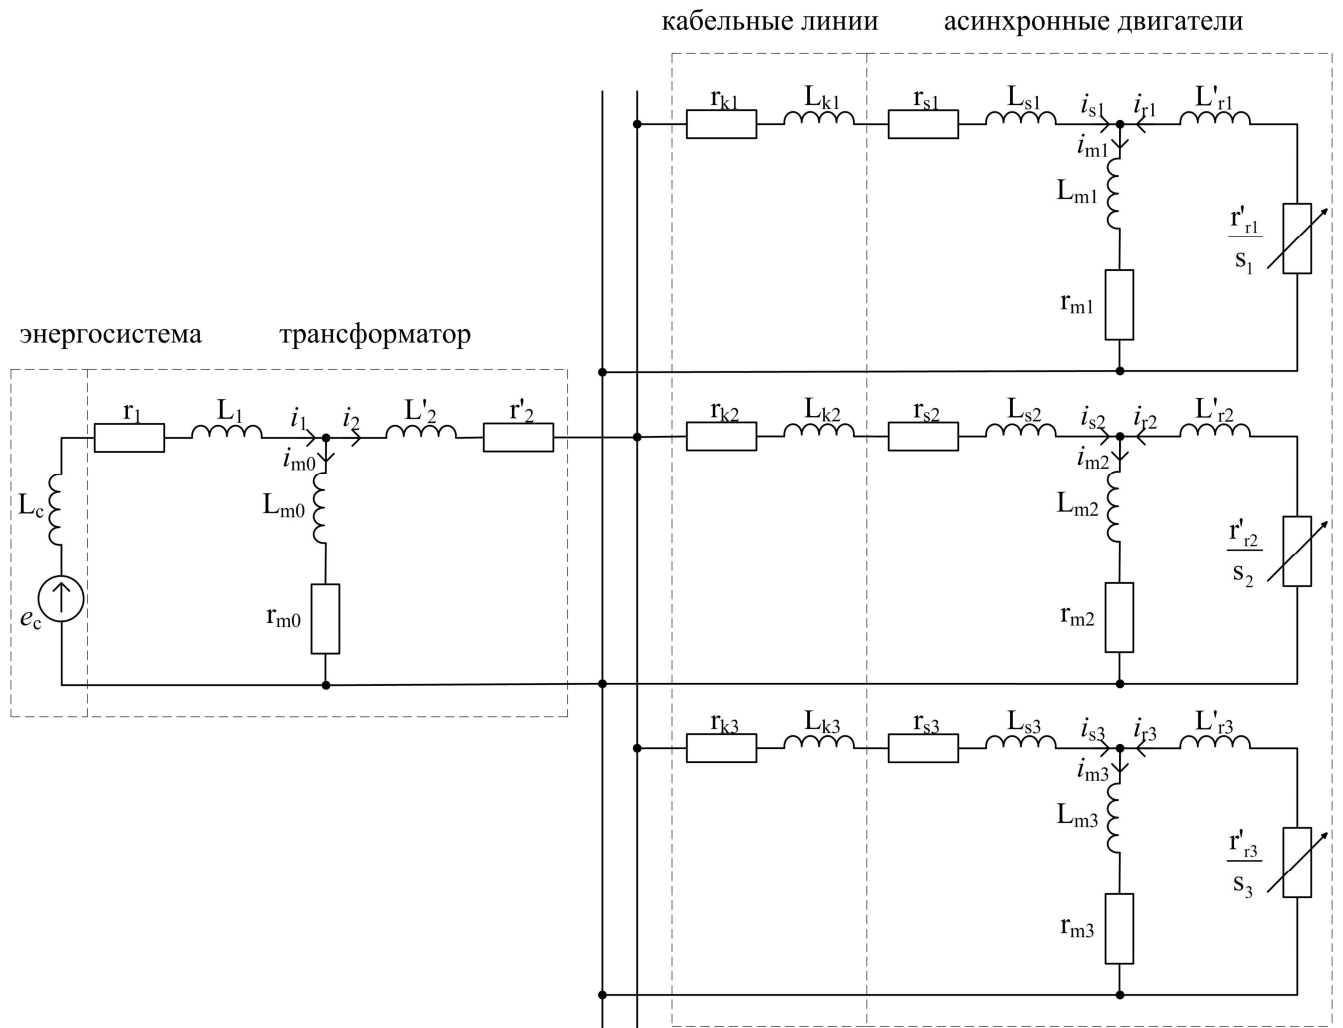 кабельные линии асинхронные двигатели
r_k1 L_k1 r_s1 L_s1 i_s1 i_r1 L'_r1
i_m1
L_m1
r'_r1
s_1
r_m1
энергосистема трансформатор
r_1 L_1 i_1 i_2 L'_2 r'_2 r_k2 L_k2 r_s2 L_s2 i_s2 i_r2 L'_r2
i_m0 i_m2
L_c L_m0 L_m2
r'_r2
s_2
e_c r_m0 r_m2
r_k3 L_k3 r_s3 L_s3 i_s3 i_r3 L'_r3
i_m3
L_m3
r'_r3
s_3
r_m3